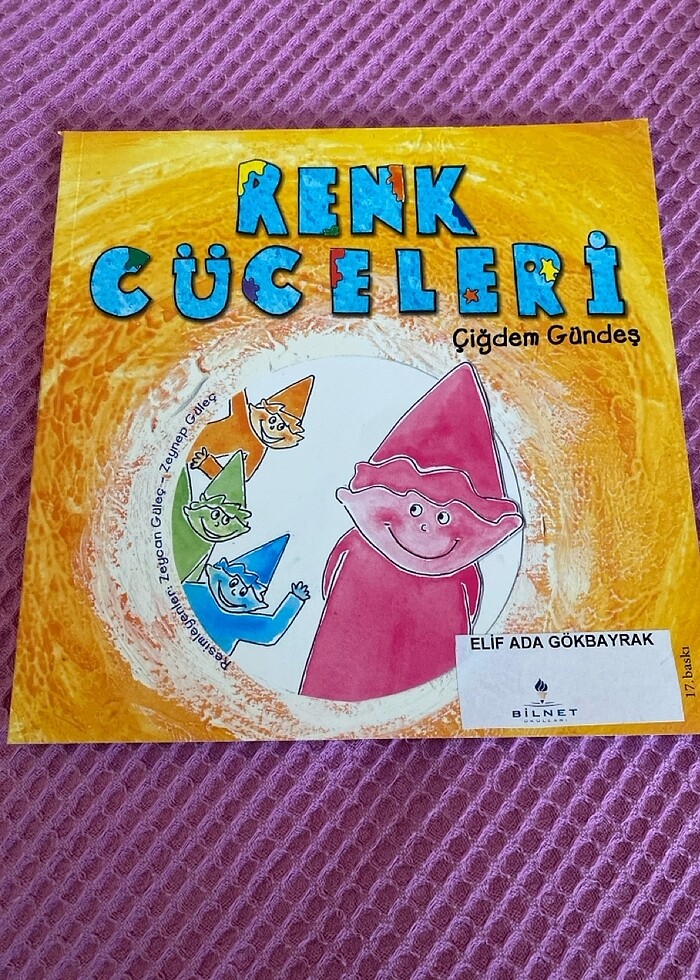 RENK
CÜCELERİ
Çiğdem Gündeş
Resimleyenler: Zeycan Güleç - Zeynep Güleç
ELİF ADA GÖKBAYRAK
BİLNET
OKULLARI
17. baskı